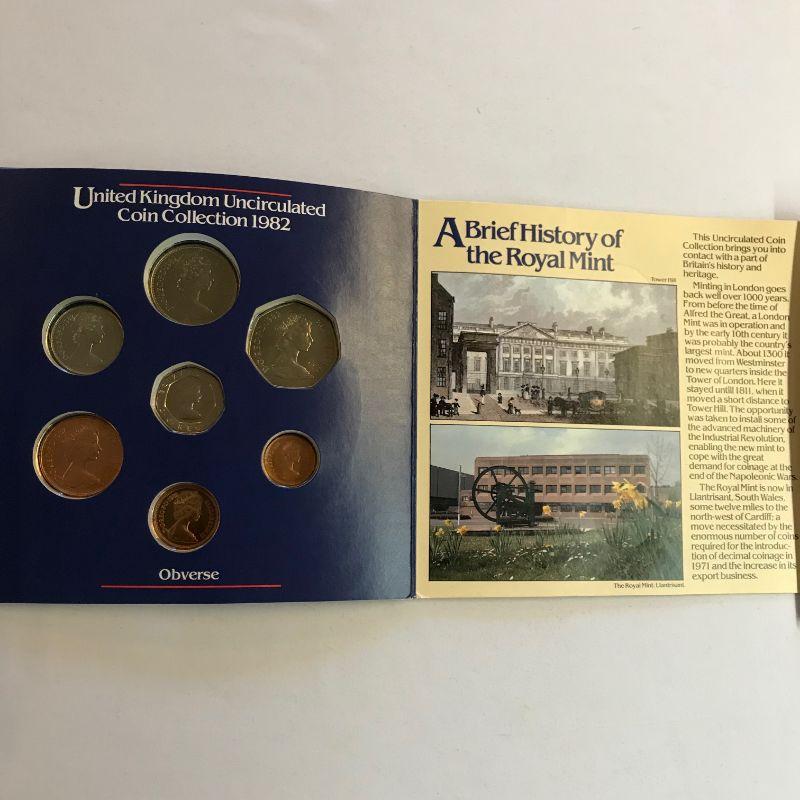 United Kingdom Uncirculated
Coin Collection 1982
Obverse
A Brief History of
the Royal Mint
Tower Hill
The Royal Mint, Llantrisant.
This Uncirculated Coin
Collection brings you into
contact with a part of
Britain's history and
heritage.
Minting in London goes
back well over 1000 years.
From before the time of
Alfred the Great, a London
Mint was in operation and
by the early 10th century it
was probably the country's
largest mint. About 1300 it
moved from Westminster
to new quarters inside the
Tower of London. Here it
stayed untill 1811, when it
moved a short distance to
Tower Hill. The opportunity
was taken to install some of
the advanced machinery of
the Industrial Revolution,
enabling the new mint to
cope with the great
demand for coinage at the
end of the Napoleonic Wars.
The Royal Mint is now in
Llantrisant, South Wales,
some twelve miles to the
north-west of Cardiff; a
move necessitated by the
enormous number of coins
required for the introduc-
tion of decimal coinage in
1971 and the increase in its
export business.